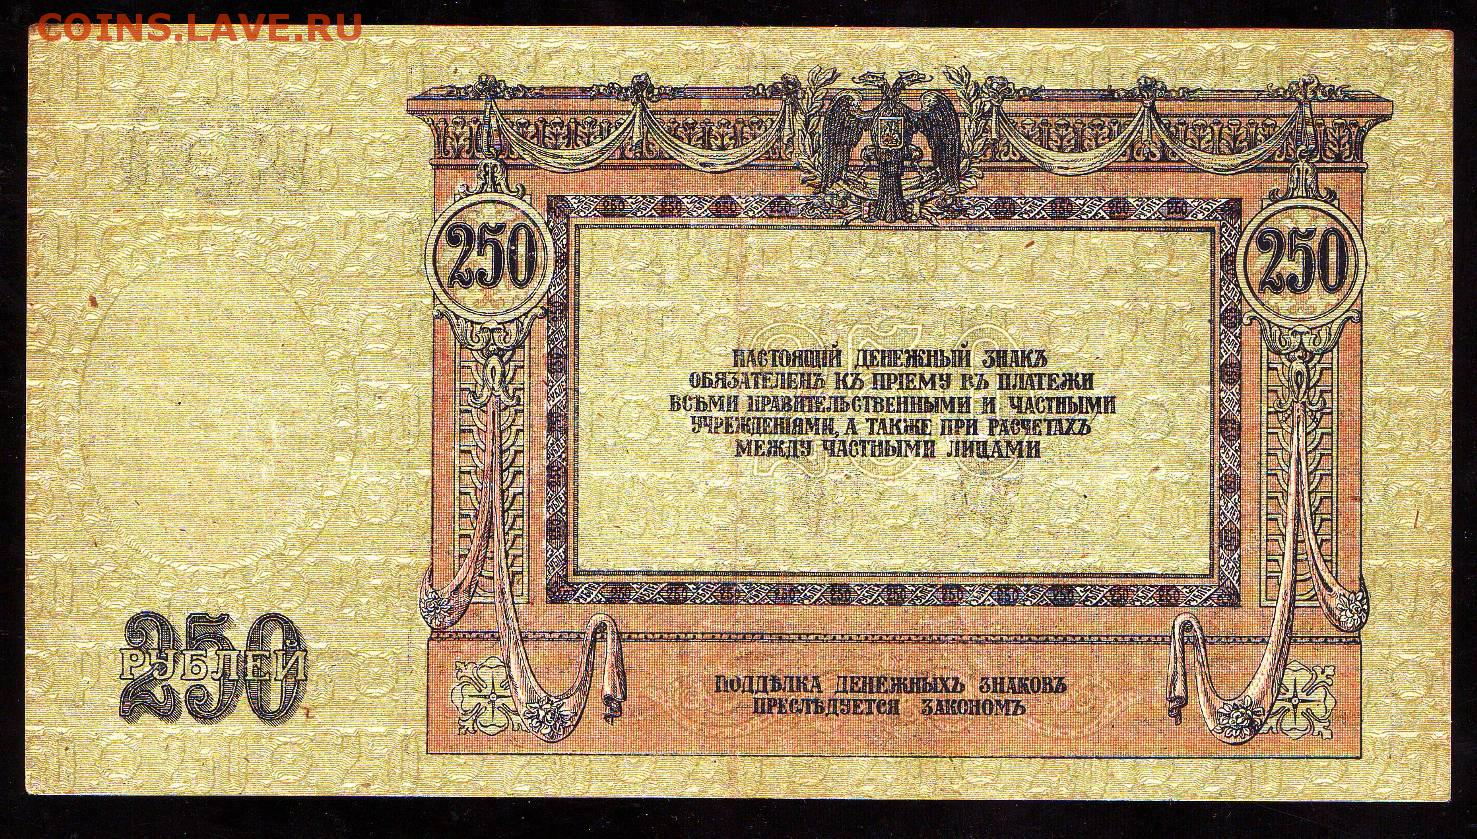 COINS.LAVE.RU
250
250
250
НАСТОЯЩІЙ ДЕНЕЖНЫЙ ЗНАКЪ
ОБЯЗАТЕЛЕНЪ КЪ ПРІЕМУ ВЪ ПЛАТЕЖИ
ВСѢМИ ПРАВИТЕЛЬСТВЕННЫМИ И ЧАСТНЫМИ
УЧРЕЖДЕНІЯМИ, А ТАКЖЕ ПРИ РАСЧЕТАХЪ
МЕЖДУ ЧАСТНЫМИ ЛИЦАМИ
250
РУБЛЕЙ
ПОДДѢЛКА ДЕНЕЖНЫХЪ ЗНАКОВЪ
ПРЕСЛѢДУЕТСЯ ЗАКОНОМЪ